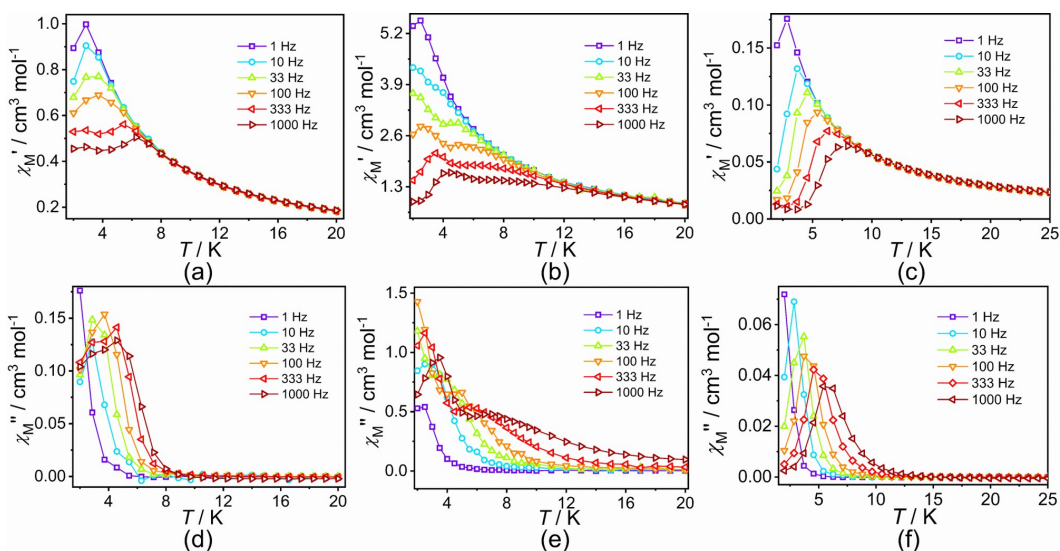 χM' / cm³ mol⁻¹
1.0
0.8
0.6
0.4
0.2
1 Hz
10 Hz
33 Hz
100 Hz
333 Hz
1000 Hz
4 8 12 16 20
T / K
(a)
χM' / cm³ mol⁻¹
5.2
3.9
2.6
1.3
1 Hz
10 Hz
33 Hz
100 Hz
333 Hz
1000 Hz
4 8 12 16 20
T / K
(b)
χM' / cm³ mol⁻¹
0.15
0.10
0.05
0.00
1 Hz
10 Hz
33 Hz
100 Hz
333 Hz
1000 Hz
5 10 15 20 25
T / K
(c)
χM'' / cm³ mol⁻¹
0.15
0.10
0.05
0.00
1 Hz
10 Hz
33 Hz
100 Hz
333 Hz
1000 Hz
4 8 12 16 20
T / K
(d)
χM'' / cm³ mol⁻¹
1.5
1.0
0.5
0.0
1 Hz
10 Hz
33 Hz
100 Hz
333 Hz
1000 Hz
4 8 12 16 20
T / K
(e)
χM'' / cm³ mol⁻¹
0.06
0.04
0.02
0.00
1 Hz
10 Hz
33 Hz
100 Hz
333 Hz
1000 Hz
5 10 15 20 25
T / K
(f)